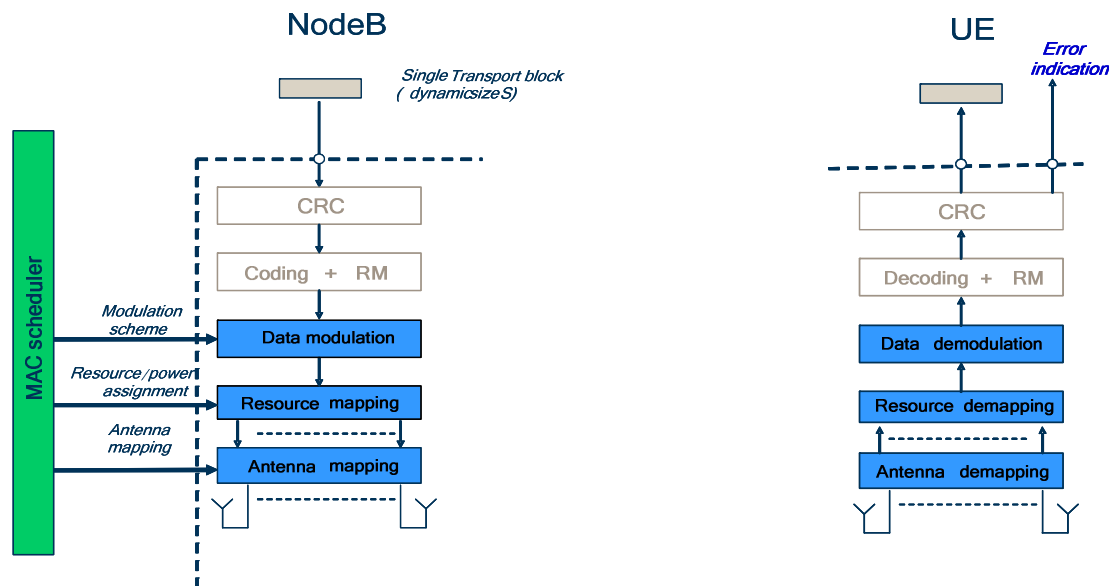 NodeB
Single Transport block
( dynamicsize S)
CRC
Coding + RM
Data modulation
Resource mapping
Antenna mapping
MAC scheduler
Modulation
scheme
Resource/power
assignment
Antenna
mapping
UE
Error
indication
CRC
Decoding + RM
Data demodulation
Resource demapping
Antenna demapping